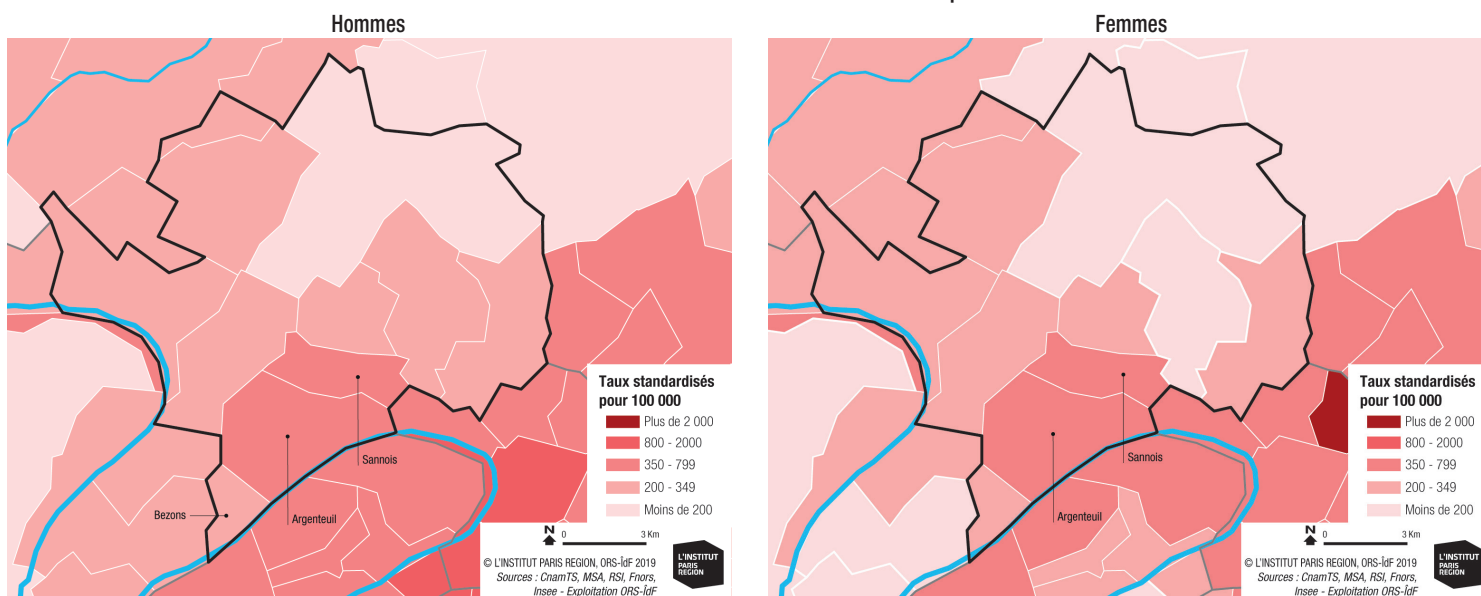 Hommes
Bezons
Argenteuil
Sannois
Taux standardisés
pour 100 000
Plus de 2 000
800 - 2000
350 - 799
200 - 349
Moins de 200
N
0 3 Km
© L'INSTITUT PARIS REGION, ORS-ÎdF 2019
Sources : CnamTS, MSA, RSI, Fnors,
Insee - Exploitation ORS-ÎdF
L'INSTITUT
PARIS
REGION
Femmes
Argenteuil
Sannois
Taux standardisés
pour 100 000
Plus de 2 000
800 - 2000
350 - 799
200 - 349
Moins de 200
N
0 3 Km
© L'INSTITUT PARIS REGION, ORS-ÎdF 2019
Sources : CnamTS, MSA, RSI, Fnors,
Insee - Exploitation ORS-ÎdF
L'INSTITUT
PARIS
REGION